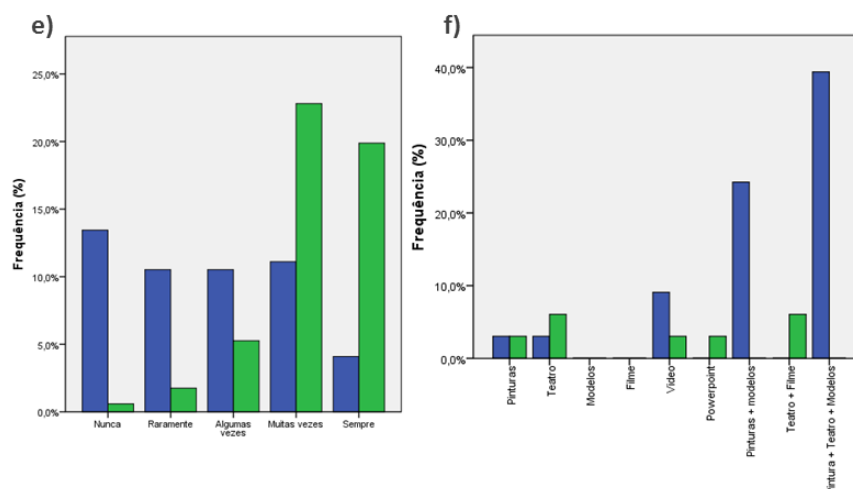 e)
Frequência (%)
25,0%
20,0%
15,0%
10,0%
5,0%
0,0%
Nunca
Raramente
Algumas
vezes
Muitas vezes
Sempre
f)
Frequência (%)
40,0%
30,0%
20,0%
10,0%
0,0%
Pinturas
Teatro
Modelos
Filme
Vídeo
Powerpoint
Pinturas + modelos
Teatro + Filme
intura + Teatro + Modelos